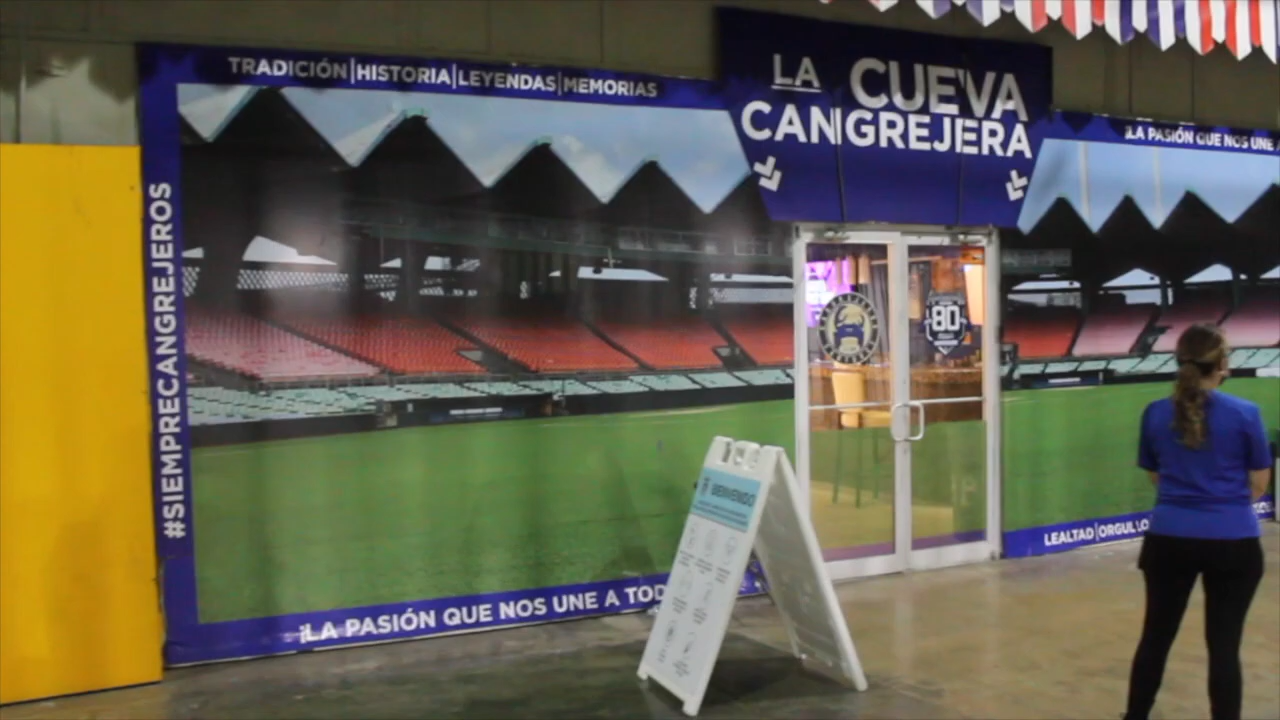 TRADICIÓN|HISTORIA|LEYENDAS|MEMORIAS
LA CUEVA
CANGREJERA
¡LA PASIÓN QUE NOS UNE
#SIEMPRECANGREJEROS
80
BIENVENIDO
LEALTAD|ORGULLO
¡LA PASIÓN QUE NOS UNE A TOD